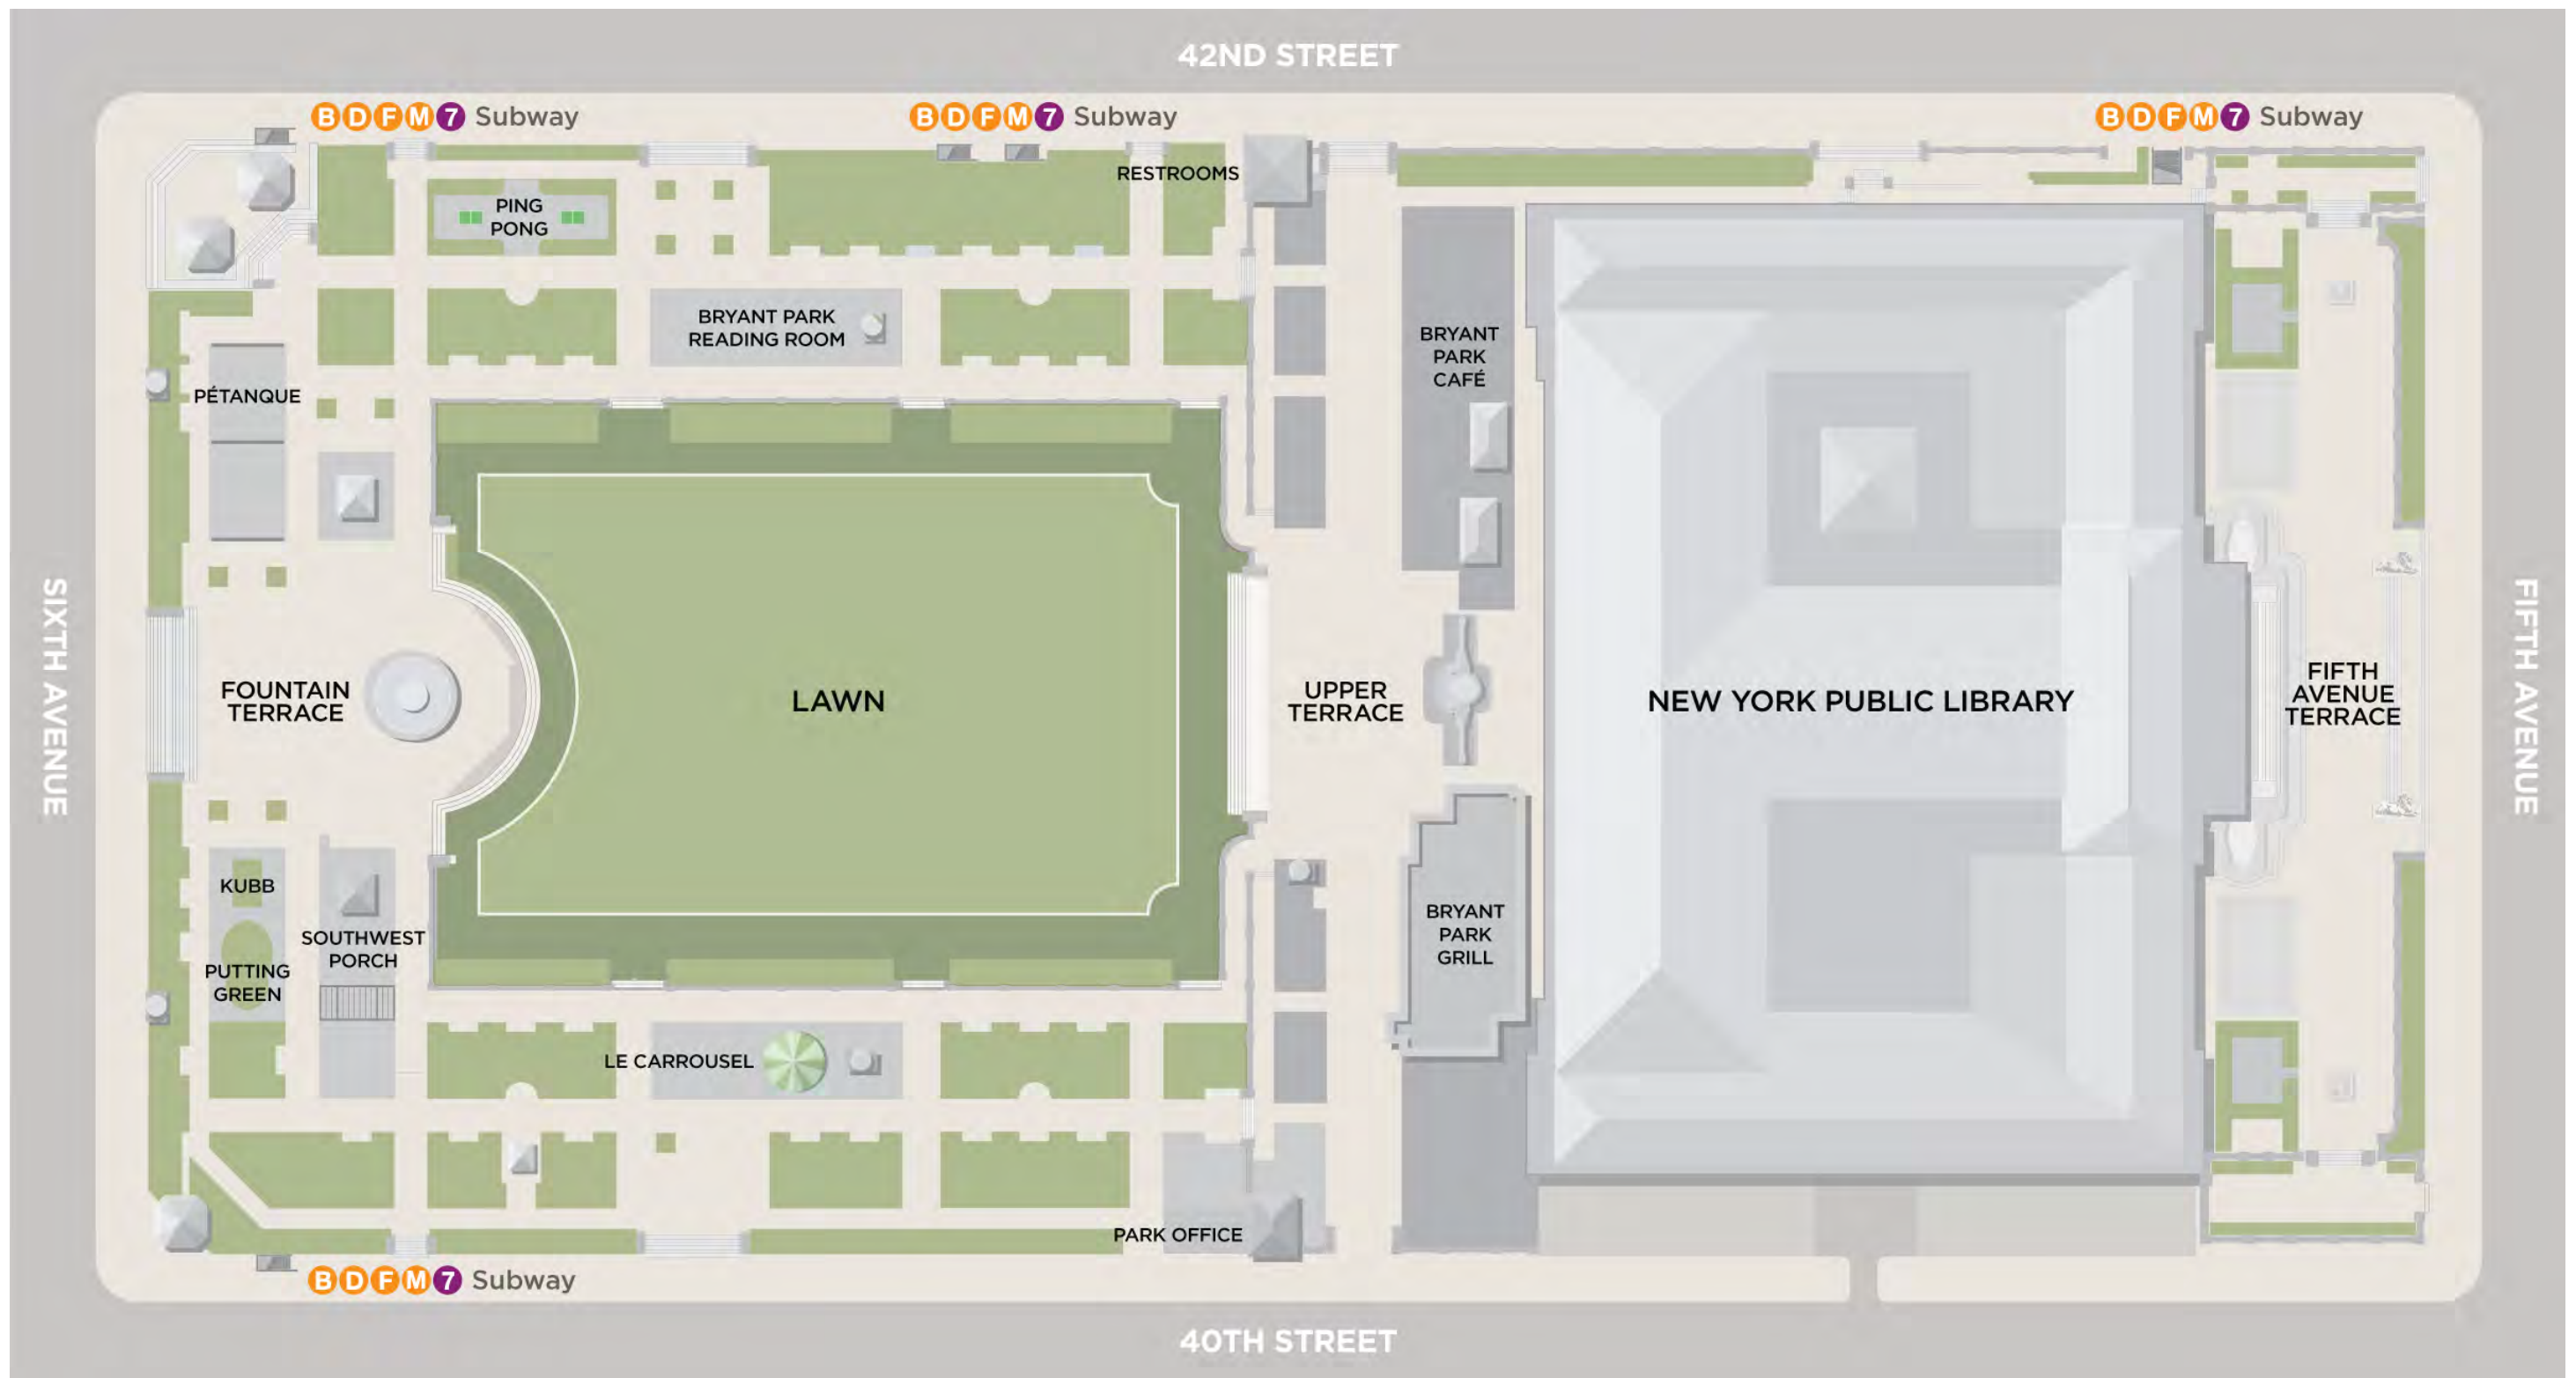 42ND STREET
B D F M 7 Subway
B D F M 7 Subway
B D F M 7 Subway
RESTROOMS
PING
PONG
BRYANT PARK
READING ROOM
BRYANT
PARK
CAFÉ
PÉTANQUE
SIXTH AVENUE
FOUNTAIN
TERRACE
LAWN
UPPER
TERRACE
NEW YORK PUBLIC LIBRARY
FIFTH
AVENUE
TERRACE
FIFTH AVENUE
KUBB
SOUTHWEST
PORCH
PUTTING
GREEN
BRYANT
PARK
GRILL
LE CARROUSEL
PARK OFFICE
B D F M 7 Subway
40TH STREET